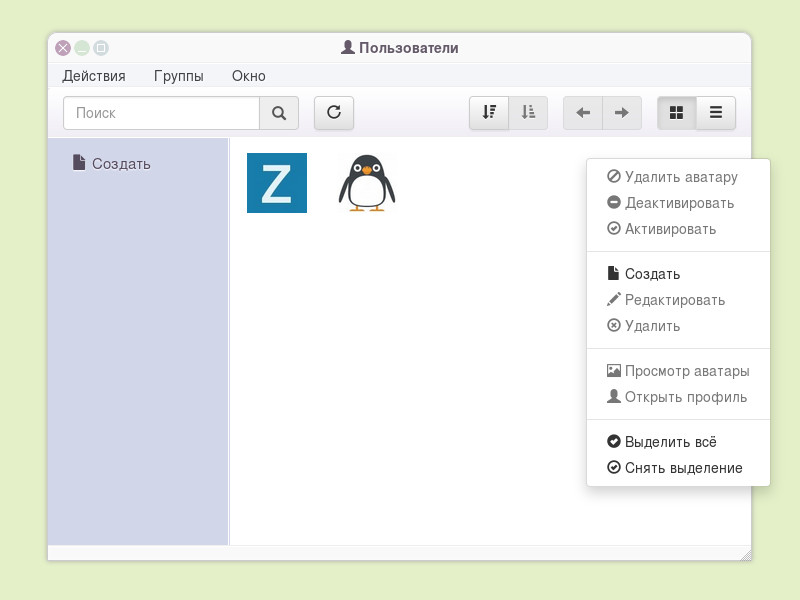 Пользователи
Действия Группы Окно
Поиск
Создать
Z
Удалить аватару
Деактивировать
Активировать
Создать
Редактировать
Удалить
Просмотр аватары
Открыть профиль
Выделить всё
Снять выделение